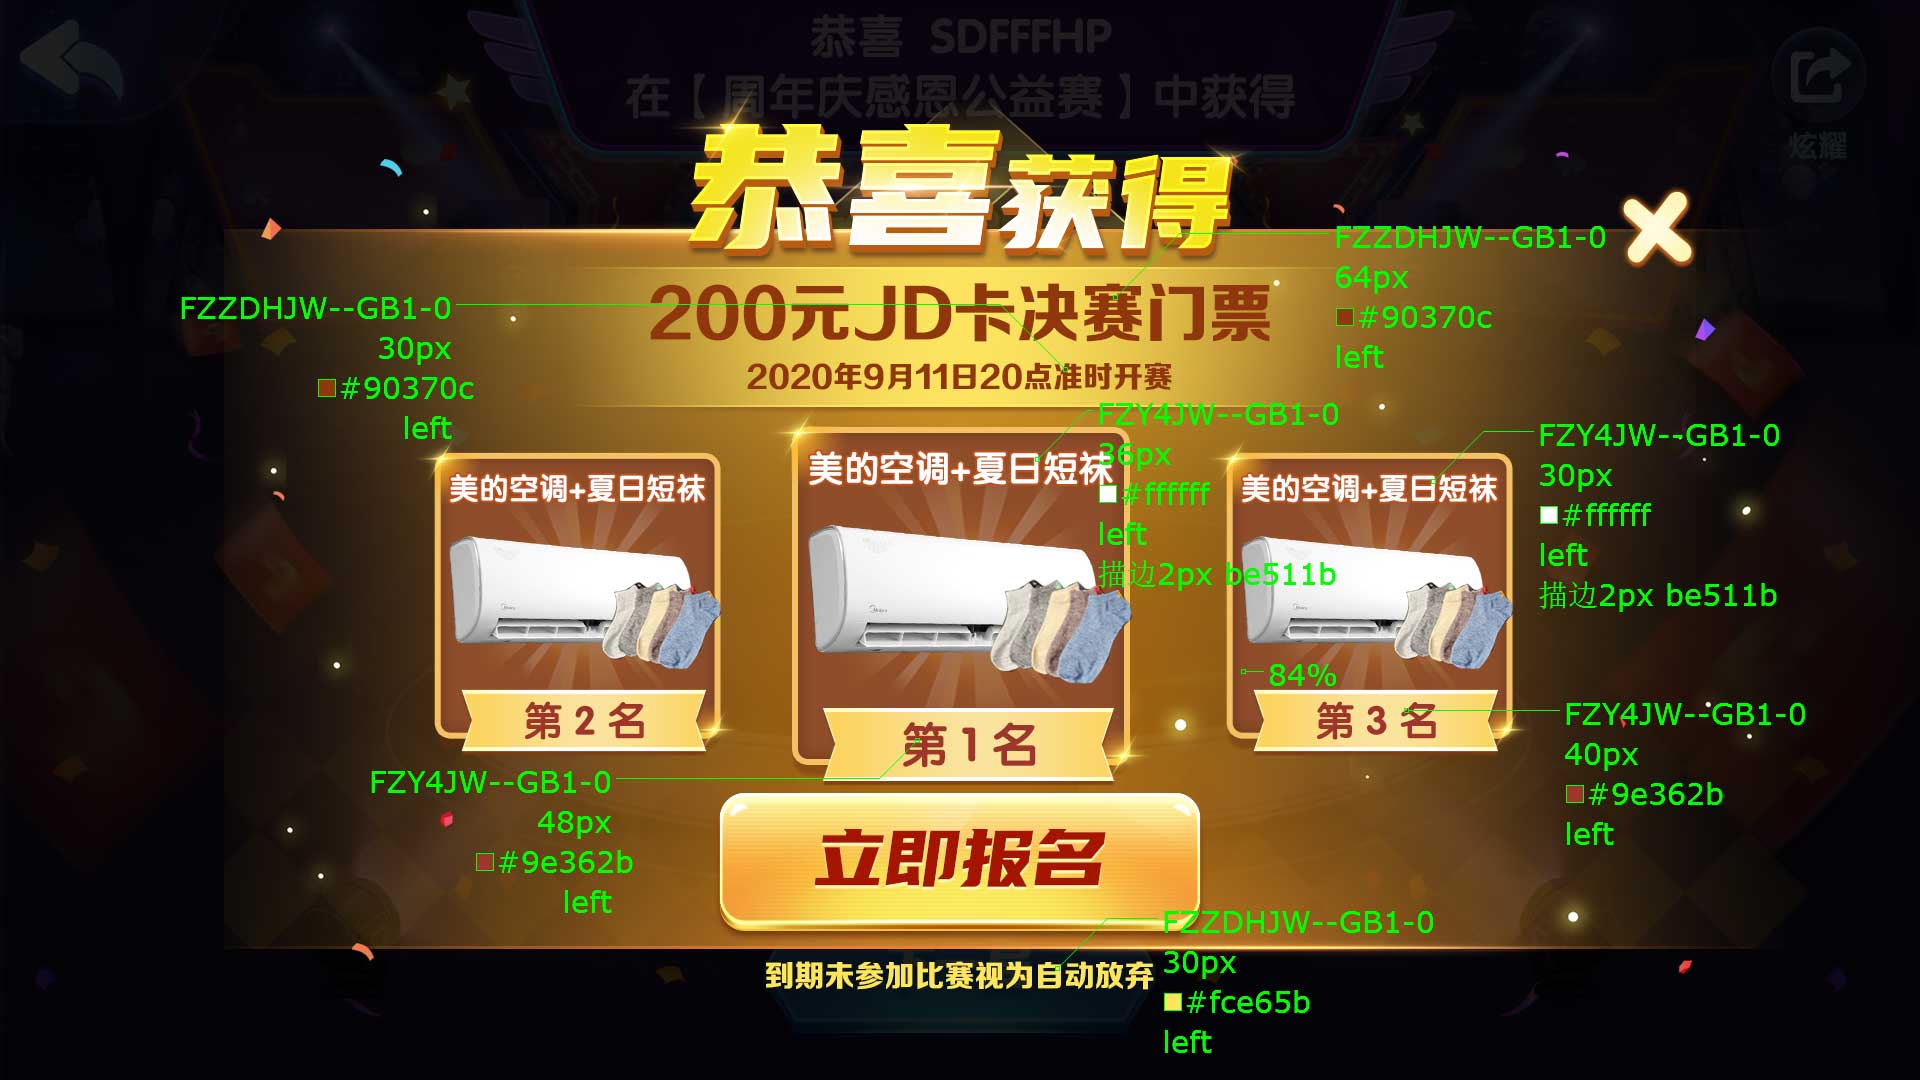 恭喜 SDFFFHP
在【周年庆感恩公益赛】中获得
炫耀
恭喜获得
FZZDHJW--GB1-0
64px
#90370c
left
FZZDHJW--GB1-0
30px
#90370c
left
200元JD卡决赛门票
2020年9月11日20点准时开赛
FZY4JW--GB1-0
36px
#ffffff
left
描边2px be511b
FZY4JW--GB1-0
30px
#ffffff
left
描边2px be511b
美的空调+夏日短袜
美的空调+夏日短袜
美的空调+夏日短袜
84%
第2名
第1名
第3名
FZY4JW--GB1-0
40px
#9e362b
left
FZY4JW--GB1-0
48px
#9e362b
left
立即报名
FZZDHJW--GB1-0
30px
#fce65b
left
到期未参加比赛视为自动放弃